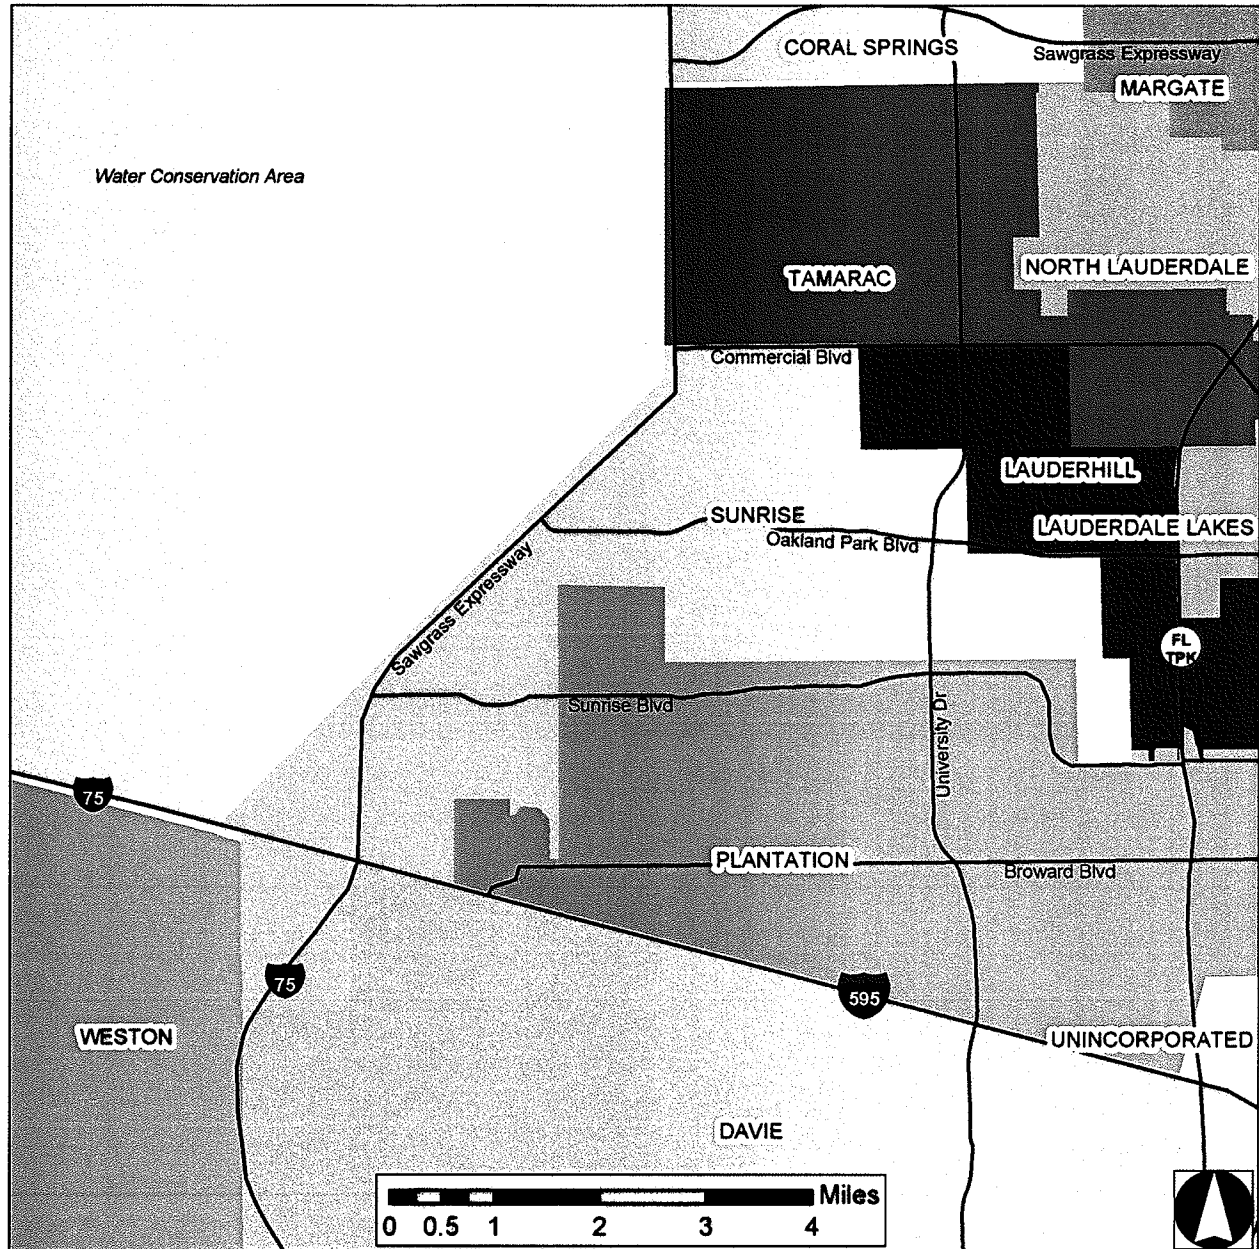 CORAL SPRINGS
Sawgrass Expressway
MARGATE
Water Conservation Area
TAMARAC
NORTH LAUDERDALE
Commercial Blvd
LAUDERHILL
SUNRISE
LAUDERDALE LAKES
Oakland Park Blvd
Sawgrass Expressway
FL
TPK
Sunrise Blvd
University Dr
75
PLANTATION
Broward Blvd
75
595
WESTON
UNINCORPORATED
DAVIE
Miles
0 0.5 1 2 3 4